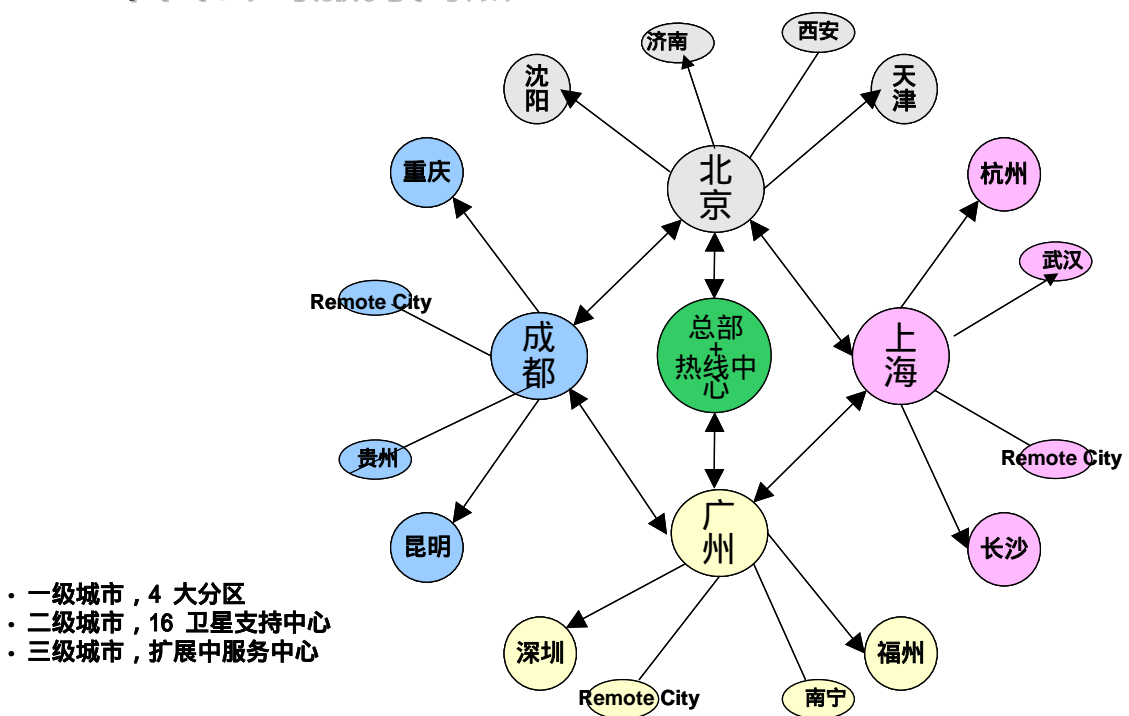 济南
西安
沈
阳
天
津
重庆
北
京
杭州
武汉
Remote City
总部
+
热线中
心
成
都
上
海
贵州
Remote City
广
州
昆明
长沙
• 一级城市，4 大分区
• 二级城市，16 卫星支持中心
• 三级城市，扩展中服务中心
深圳
福州
Remote City
南宁